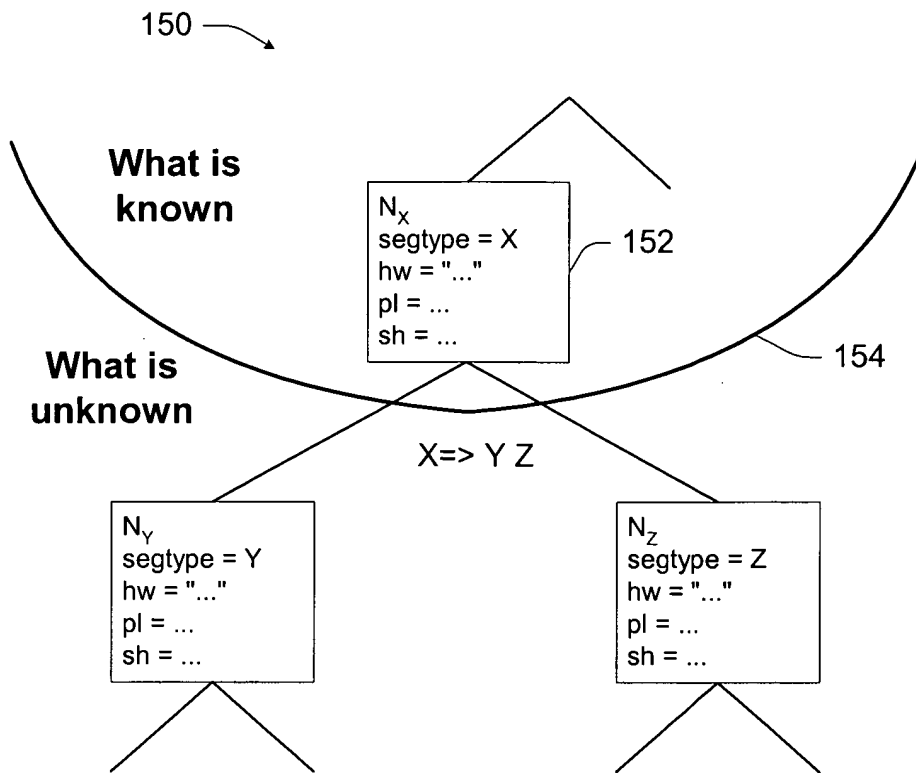 150
What is
known
N_X
segtype = X
hw = "..."
pl = ...
sh = ...
152
What is
unknown
154
X=> Y Z
N_Y
segtype = Y
hw = "..."
pl = ...
sh = ...
N_Z
segtype = Z
hw = "..."
pl = ...
sh = ...